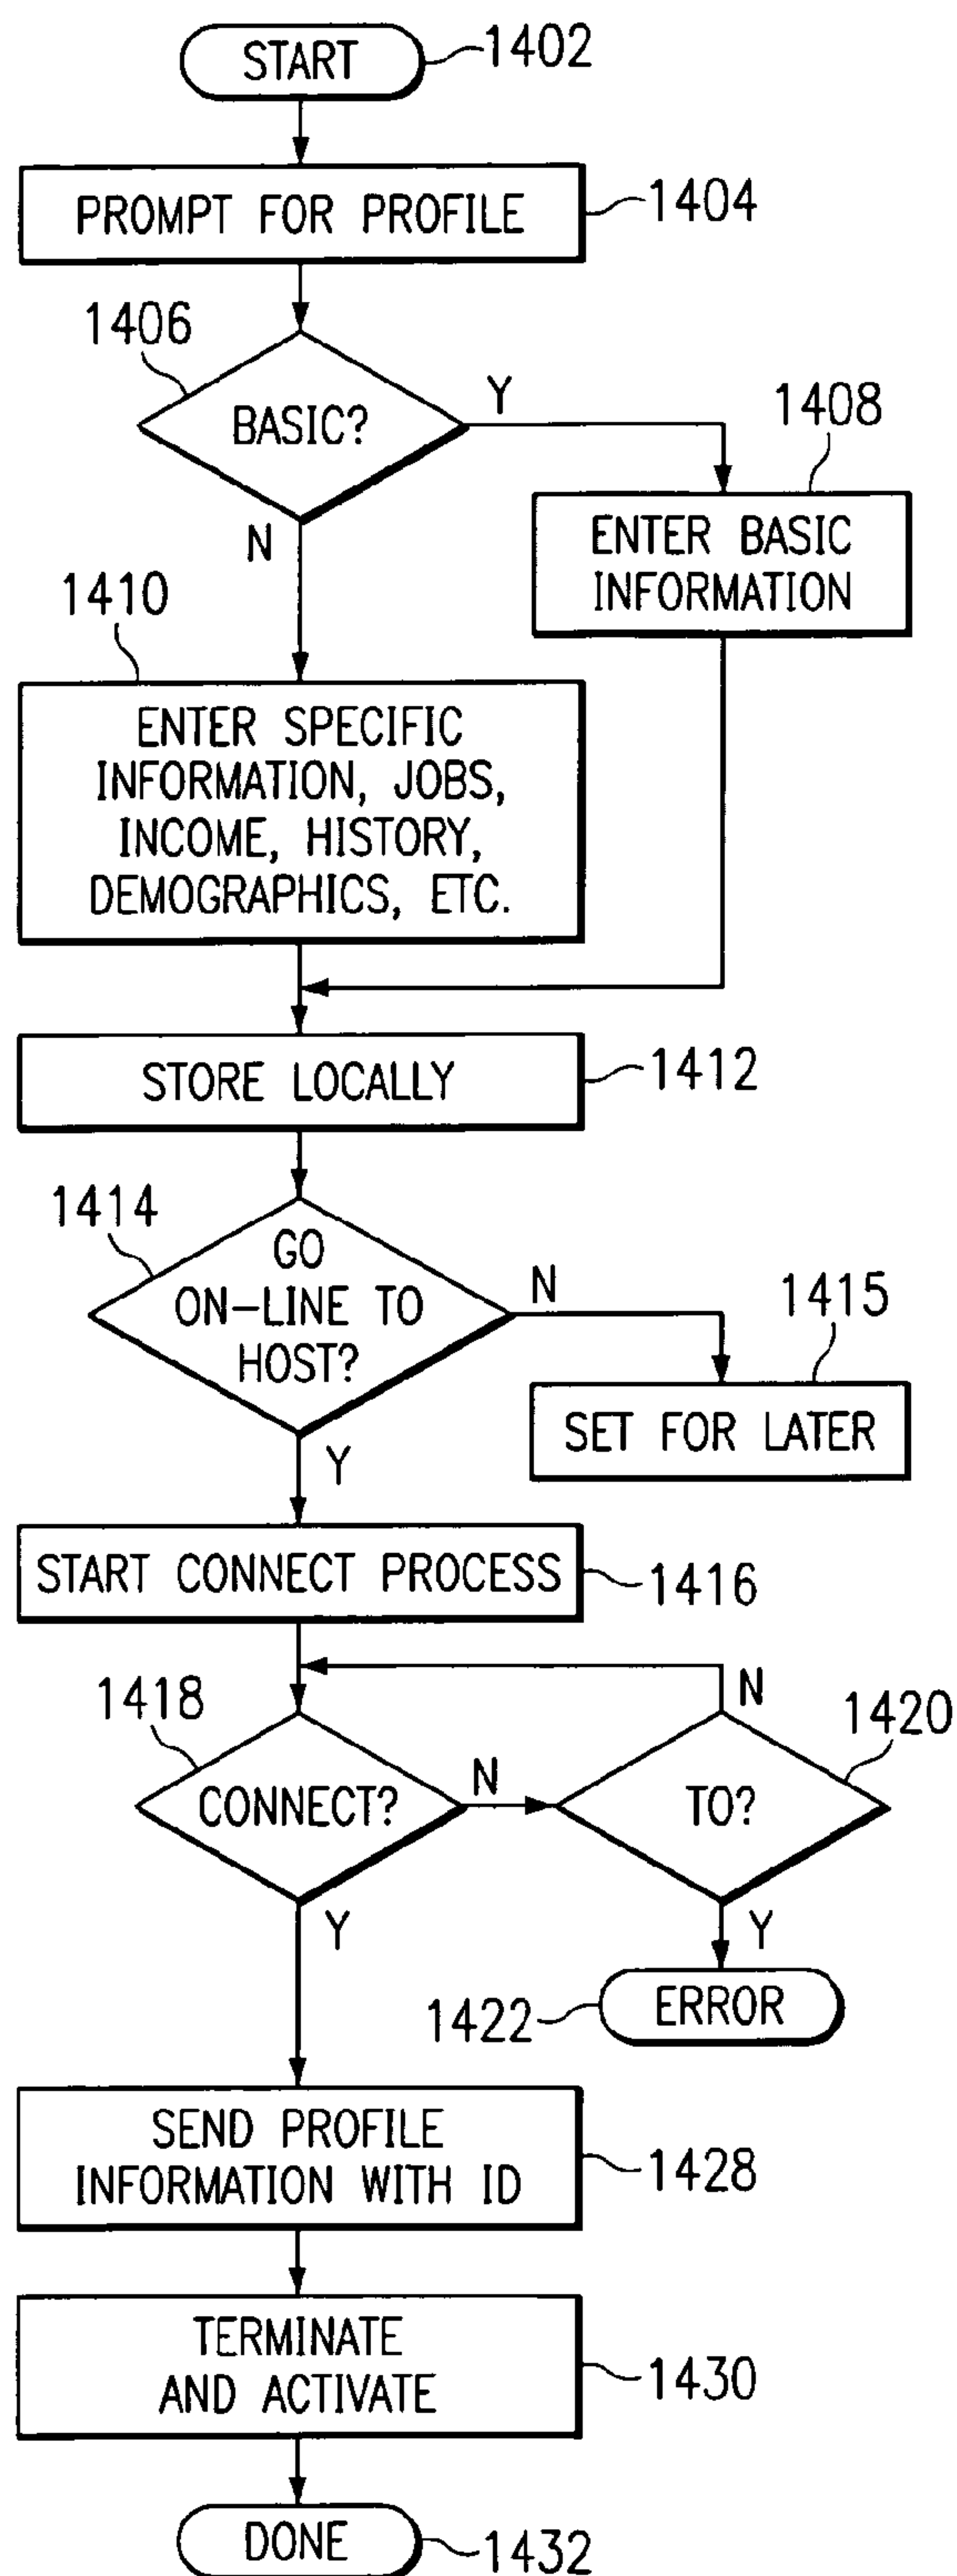 START
1402
PROMPT FOR PROFILE
1404
1406
BASIC?
Y
N
1408
ENTER BASIC
INFORMATION
1410
ENTER SPECIFIC
INFORMATION, JOBS,
INCOME, HISTORY,
DEMOGRAPHICS, ETC.
STORE LOCALLY
1412
1414
GO
ON-LINE TO
HOST?
N
Y
1415
SET FOR LATER
START CONNECT PROCESS
1416
1418
CONNECT?
N
Y
1420
TO?
N
Y
1422
ERROR
SEND PROFILE
INFORMATION WITH ID
1428
TERMINATE
AND ACTIVATE
1430
DONE
1432